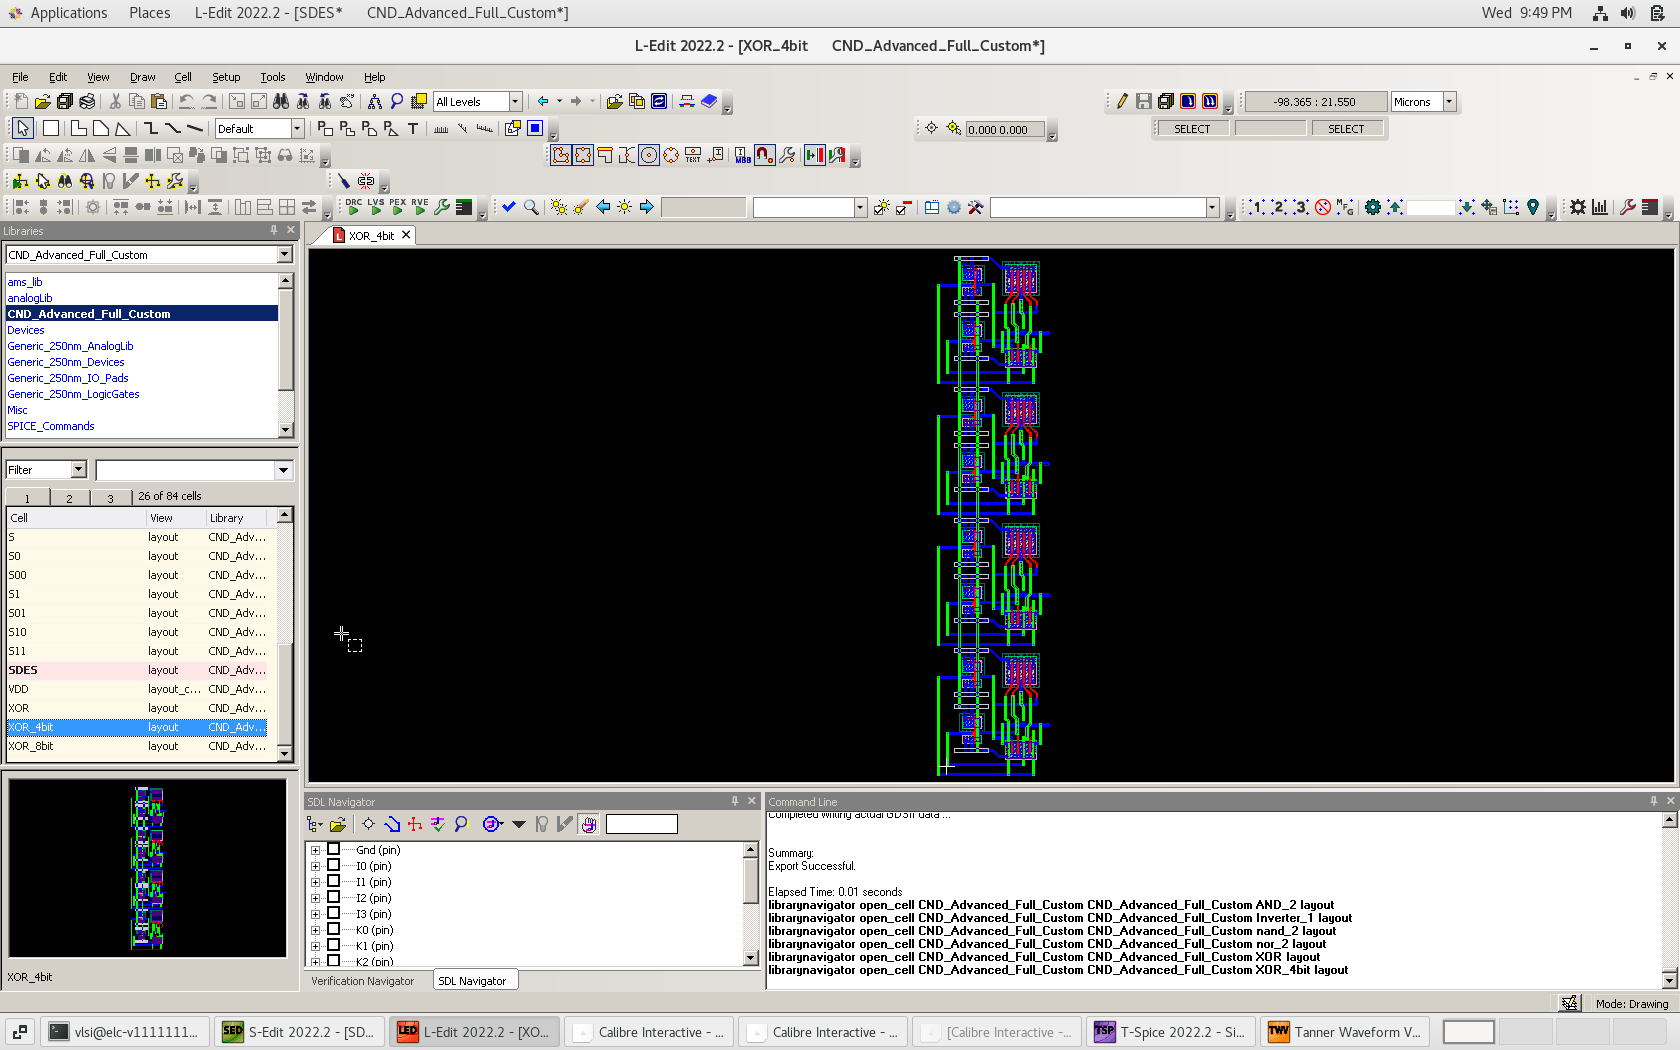 Applications Places L-Edit 2022.2 - [SDES* CND_Advanced_Full_Custom*] Wed 9:49 PM
L-Edit 2022.2 - [XOR_4bit CND_Advanced_Full_Custom*]
File Edit View Draw Cell Setup Tools Window Help
All Levels -98.365 : 21.550 Microns
Default T 0.000 0.000 SELECT SELECT
TEXT MBB
DRC LVS PEX RVE 1. 2. 3.
Libraries
XOR_4bit
CND_Advanced_Full_Custom
ams_lib
analogLib
CND_Advanced_Full_Custom
Devices
Generic_250nm_AnalogLib
Generic_250nm_Devices
Generic_250nm_IO_Pads
Generic_250nm_LogicGates
Misc
SPICE_Commands
Filter
1 2 3 26 of 84 cells
Cell View Library
S layout CND_Adv...
S0 layout CND_Adv...
S00 layout CND_Adv...
S1 layout CND_Adv...
S01 layout CND_Adv...
S10 layout CND_Adv...
S11 layout CND_Adv...
SDES layout CND_Adv...
VDD layout_c... CND_Adv...
XOR layout CND_Adv...
XOR_4bit layout CND_Adv...
XOR_8bit layout CND_Adv...
XOR_4bit
SDL Navigator
Gnd (pin)
I0 (pin)
I1 (pin)
I2 (pin)
I3 (pin)
K0 (pin)
K1 (pin)
K2 (pin)
Verification Navigator SDL Navigator
Command Line
Completed writing actual GDSII data ...
Summary:
Export Successful.
Elapsed Time: 0.01 seconds
librarynavigator open_cell CND_Advanced_Full_Custom CND_Advanced_Full_Custom AND_2 layout
librarynavigator open_cell CND_Advanced_Full_Custom CND_Advanced_Full_Custom Inverter_1 layout
librarynavigator open_cell CND_Advanced_Full_Custom CND_Advanced_Full_Custom nand_2 layout
librarynavigator open_cell CND_Advanced_Full_Custom CND_Advanced_Full_Custom nor_2 layout
librarynavigator open_cell CND_Advanced_Full_Custom CND_Advanced_Full_Custom XOR layout
librarynavigator open_cell CND_Advanced_Full_Custom CND_Advanced_Full_Custom XOR_4bit layout
Mode: Drawing
vlsi@elc-v1111111... SED S-Edit 2022.2 - [SD... LED L-Edit 2022.2 - [XO... Calibre Interactive - ... Calibre Interactive - ... [Calibre Interactive - ... TSP T-Spice 2022.2 - Si... TWV Tanner Waveform V...